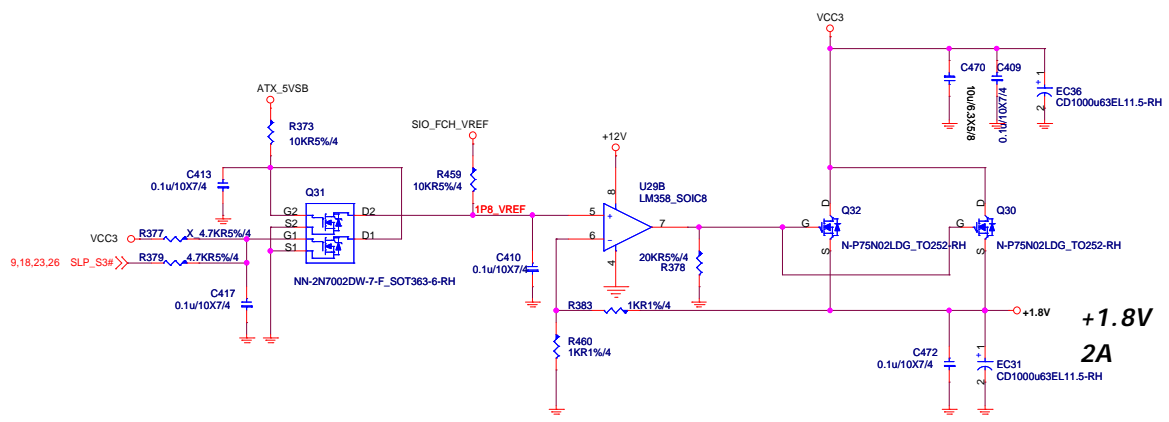 VCC3
C470
10u/6.3X5/8
C409
0.1u/10X7/4
1
+
2
EC36
CD1000u63EL11.5-RH
ATX_5VSB
R373
10KR5%/4
C413
0.1u/10X7/4
SIO_FCH_VREF
R459
10KR5%/4
1P8_VREF
+12V
U29B
LM358_SOIC8
8
5
+
6
-
7
4
Q31
G2
S2
G1
S1
D2
D1
NN-2N7002DW-7-F_SOT363-6-RH
VCC3
R377
X_4.7KR5%/4
9,18,23,26 SLP_S3#
R379
4.7KR5%/4
C417
0.1u/10X7/4
C410
0.1u/10X7/4
20KR5%/4
R378
D
G
S
Q32
N-P75N02LDG_TO252-RH
D
G
S
Q30
N-P75N02LDG_TO252-RH
R383
1KR1%/4
R460
1KR1%/4
+1.8V
+1.8V
2A
C472
0.1u/10X7/4
1
+
2
EC31
CD1000u63EL11.5-RH